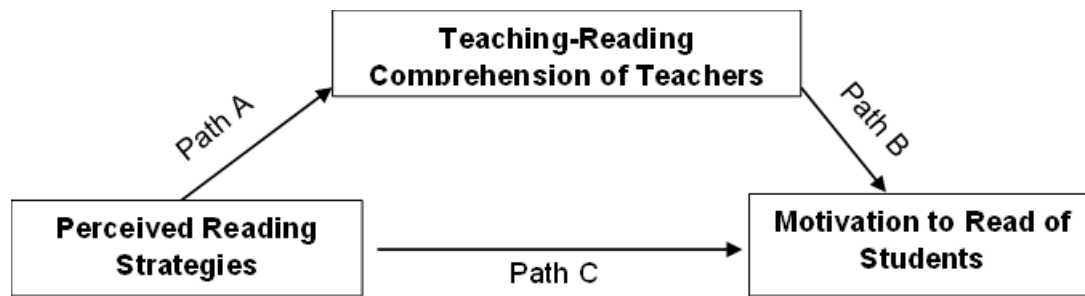 Teaching-Reading
Comprehension of Teachers
Path A
Path B
Perceived Reading
Strategies
Path C
Motivation to Read of
Students